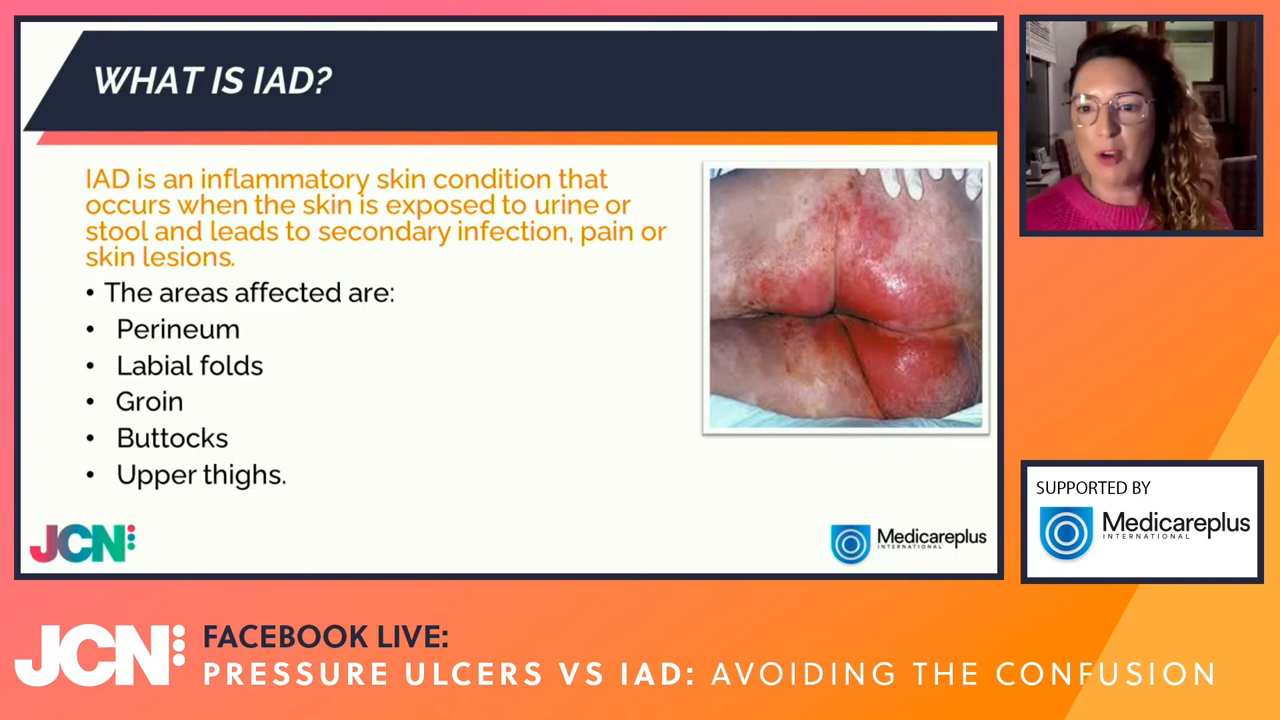 WHAT IS IAD?
IAD is an inflammatory skin condition that
occurs when the skin is exposed to urine or
stool and leads to secondary infection, pain or
skin lesions.
• The areas affected are:
• Perineum
• Labial folds
• Groin
• Buttocks
• Upper thighs.
JCN
Medicareplus
INTERNATIONAL
SUPPORTED BY
Medicareplus
INTERNATIONAL
JCN
FACEBOOK LIVE:
PRESSURE ULCERS VS IAD: AVOIDING THE CONFUSION